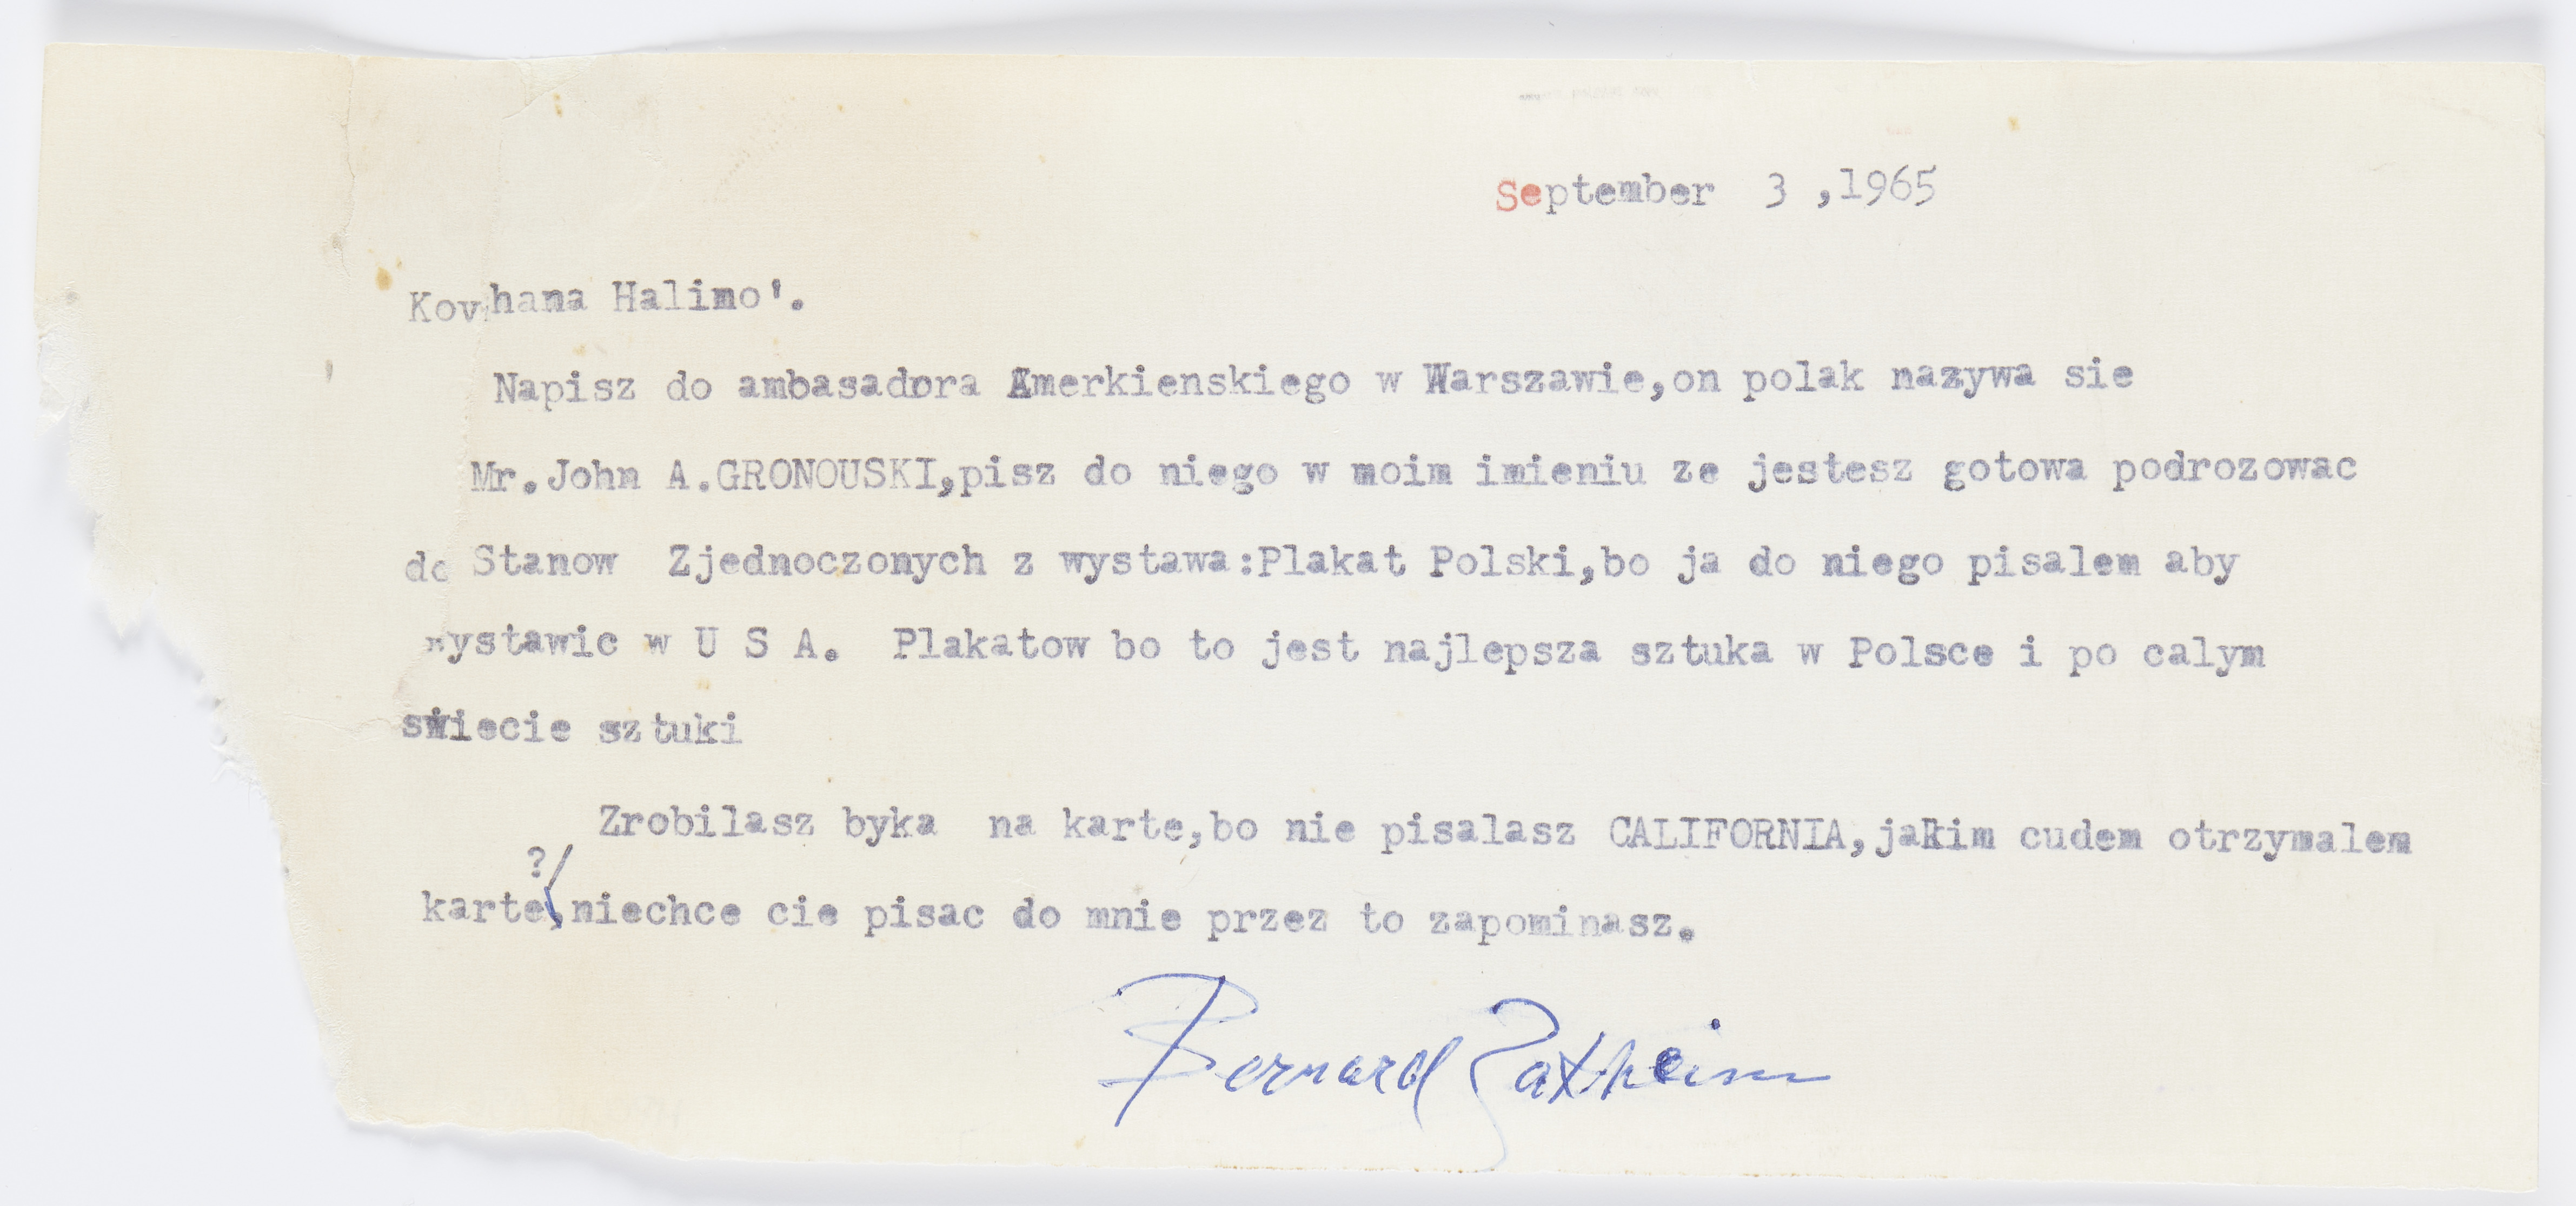 September 3 ,1965
Kovhana Halimo'.
Napisz do ambasadora Amerkienskiego w Warszawie,on polak nazywa sie
Mr.John A.GRONOUSKI,pisz do niego w moim imieniu ze jestesz gotowa podrozowac
do Stanow Zjednoczonych z wystawa:Plakat Polski,bo ja do niego pisalem aby
wystawic w U S A. Plakatow bo to jest najlepsza sztuka w Polsce i po calym
swiecie sztuki
Zrobilasz byka na karte,bo nie pisalasz CALIFORNIA,jakim cudem otrzymalem
karte?,niechce cie pisac do mnie przez to zapominasz.
Bernard Zakheim